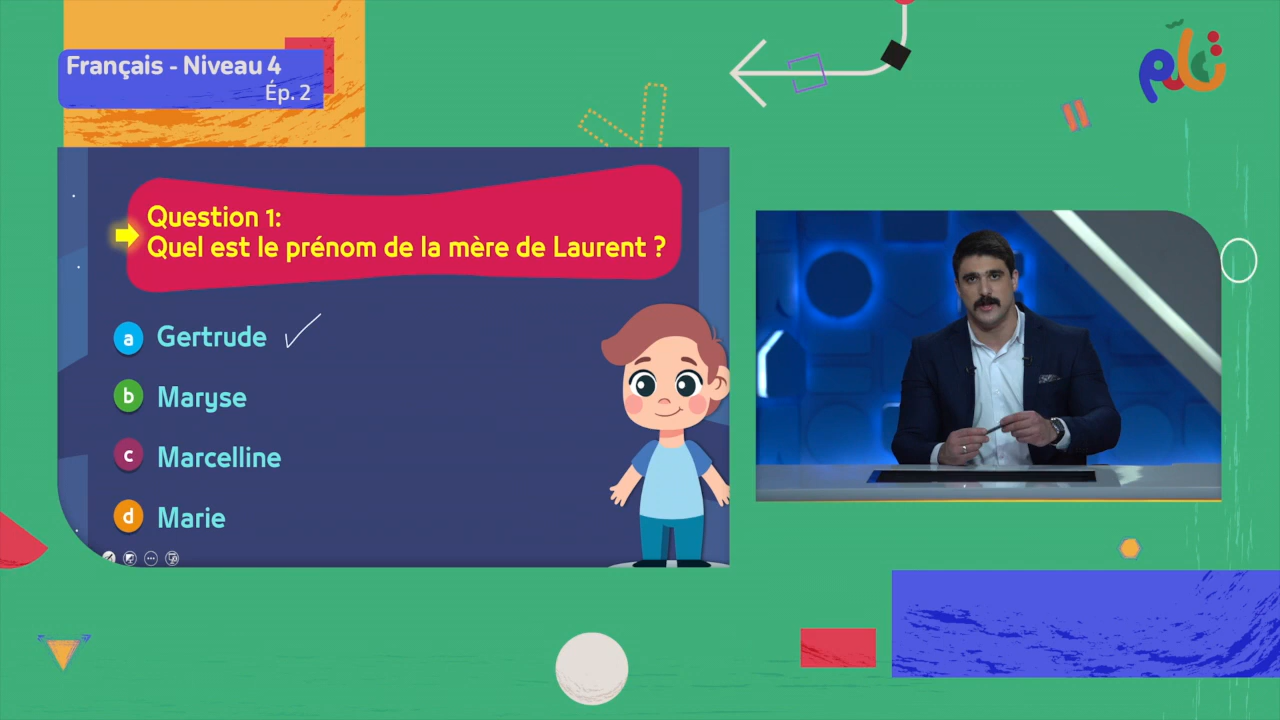 Français - Niveau 4
Ép. 2
تعلّم
Question 1:
Quel est le prénom de la mère de Laurent ?
a Gertrude
b Maryse
c Marcelline
d Marie